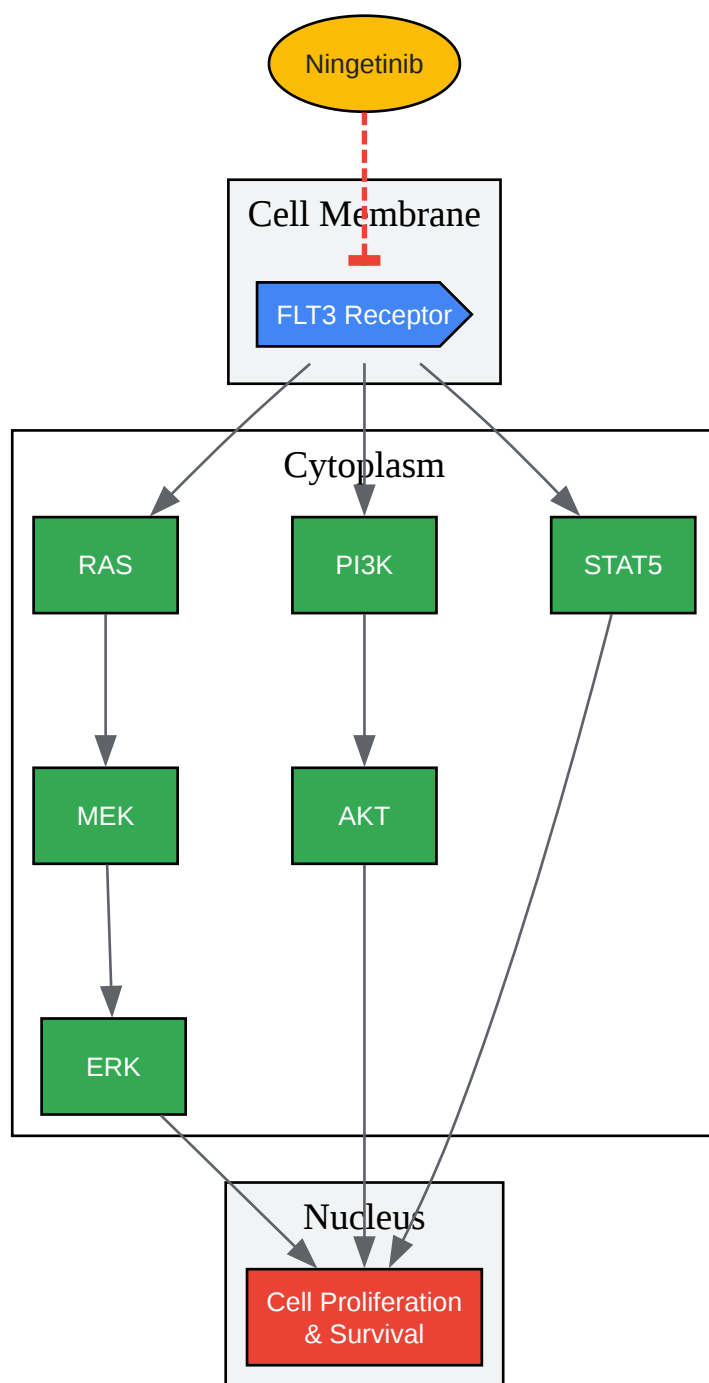 Ningetinib
Cell Membrane
FLT3 Receptor
Cytoplasm
RAS
PI3K
STAT5
MEK
AKT
ERK
Nucleus
Cell Proliferation
& Survival